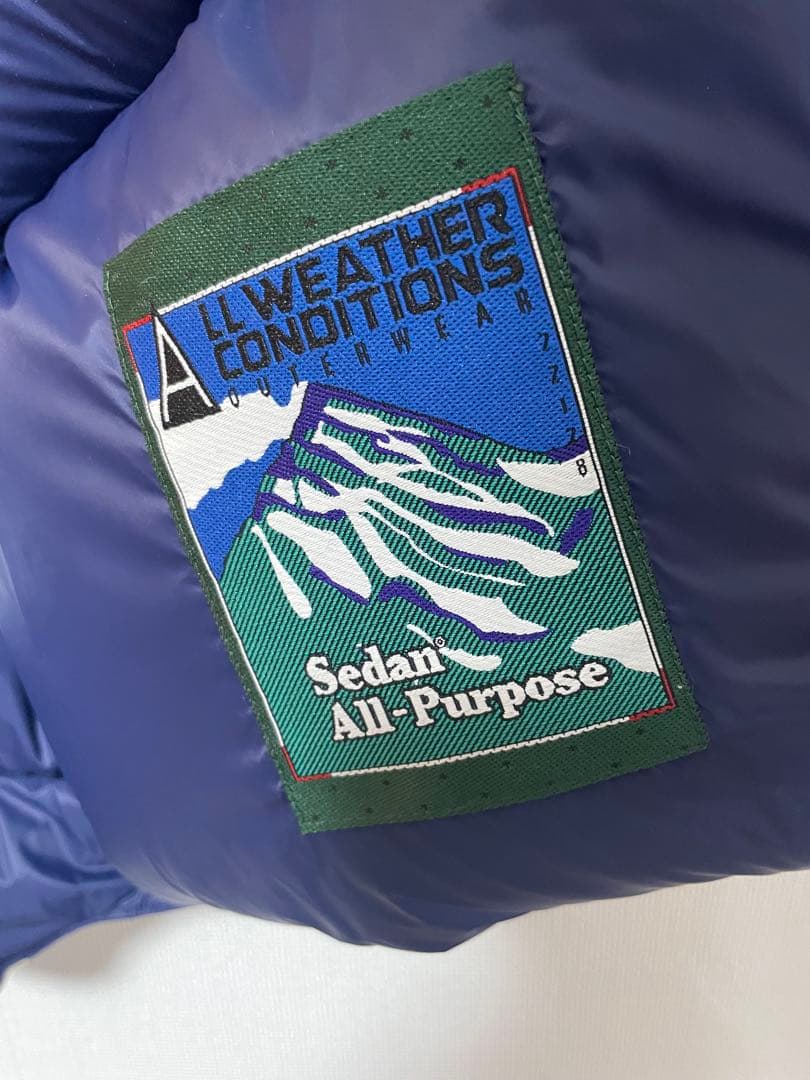 ALL WEATHER
CONDITIONS
OUTERWEAR
Sedan®
All-Purpose